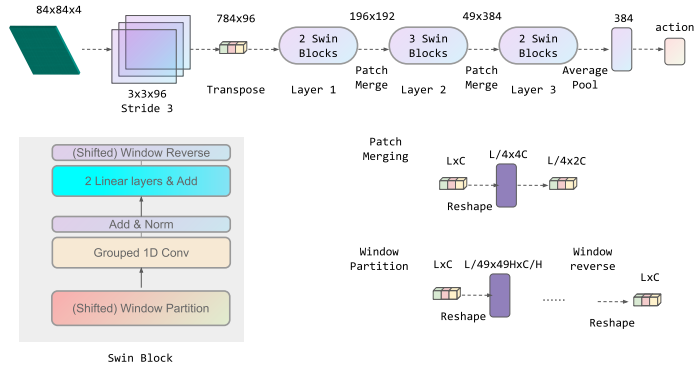 84x84x4
3x3x96
Stride 3
784x96
Transpose
2 Swin
Blocks
Layer 1
196x192
Patch
Merge
3 Swin
Blocks
Layer 2
49x384
Patch
Merge
2 Swin
Blocks
Layer 3
Average
Pool
384
action
(Shifted) Window Reverse
2 Linear layers & Add
Add & Norm
Grouped 1D Conv
(Shifted) Window Partition
Swin Block
Patch
Merging
LxC
Reshape
L/4x4C
L/4x2C
Window
Partition
LxC
Reshape
L/49x49HxC/H
......
Window
reverse
Reshape
LxC